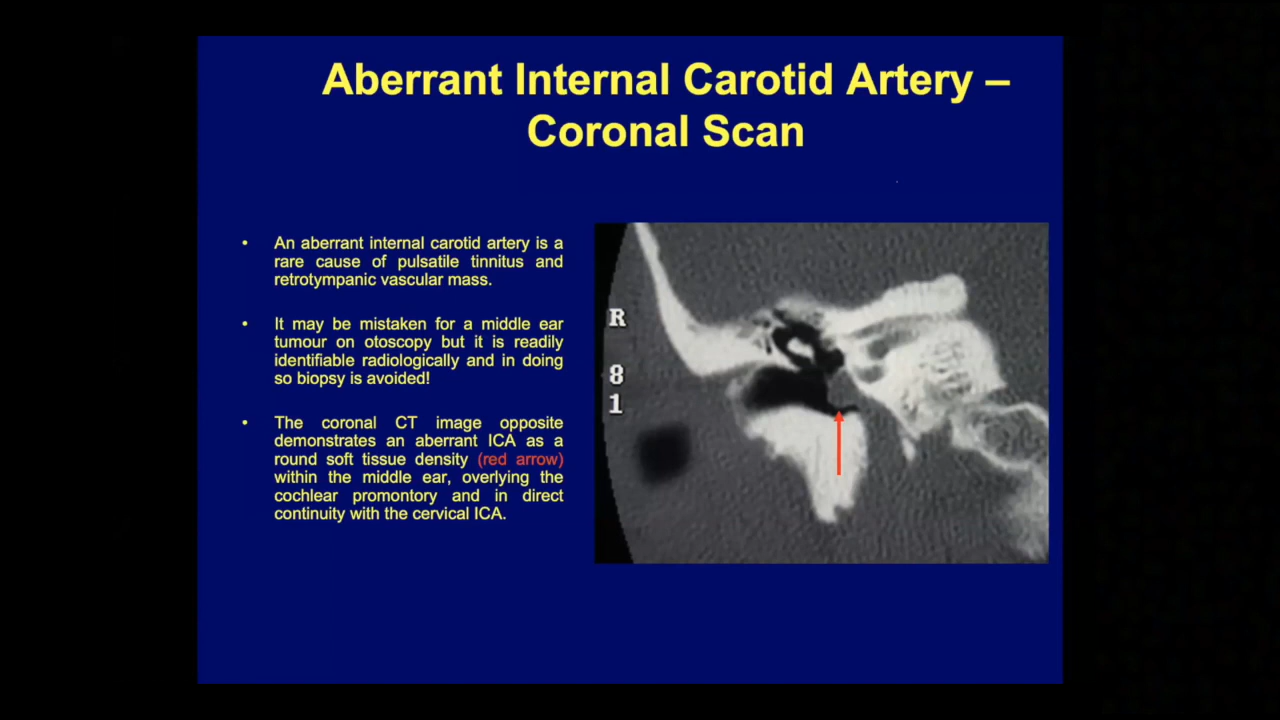 Aberrant Internal Carotid Artery –
Coronal Scan
• An aberrant internal carotid artery is a
rare cause of pulsatile tinnitus and
retrotympanic vascular mass.
• It may be mistaken for a middle ear
tumour on otoscopy but it is readily
identifiable radiologically and in doing
so biopsy is avoided!
• The coronal CT image opposite
demonstrates an aberrant ICA as a
round soft tissue density (red arrow)
within the middle ear, overlying the
cochlear promontory and in direct
continuity with the cervical ICA.
R
8
1